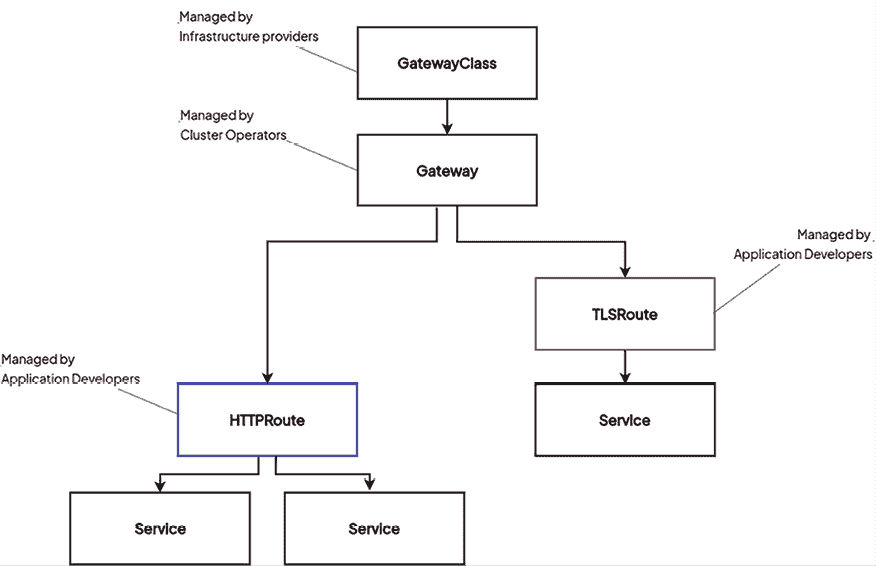 Managed by
Infrastructure providers
GatewayClass
Managed by
Cluster Operators
Gateway
Managed by
Application Developers
TLSRoute
Managed by
Application Developers
HTTPRoute
Service
Service
Service